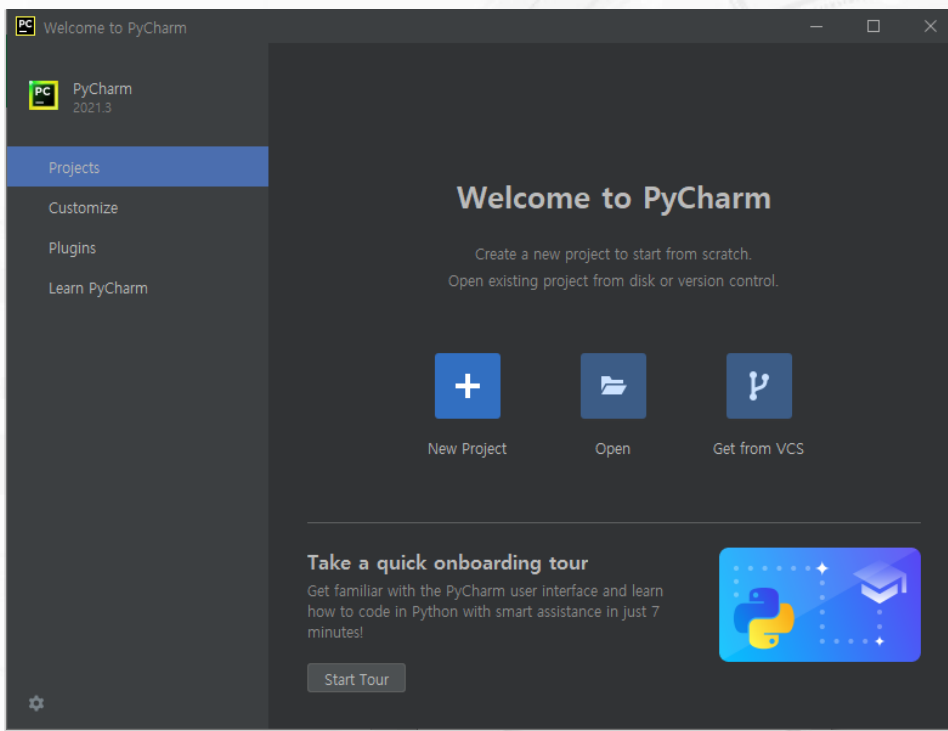 PC Welcome to PyCharm
PC PyCharm
2021.3
Projects
Customize
Plugins
Learn PyCharm
Welcome to PyCharm
Create a new project to start from scratch.
Open existing project from disk or version control.
New Project
Open
Get from VCS
Take a quick onboarding tour
Get familiar with the PyCharm user interface and learn
how to code in Python with smart assistance in just 7
minutes!
Start Tour